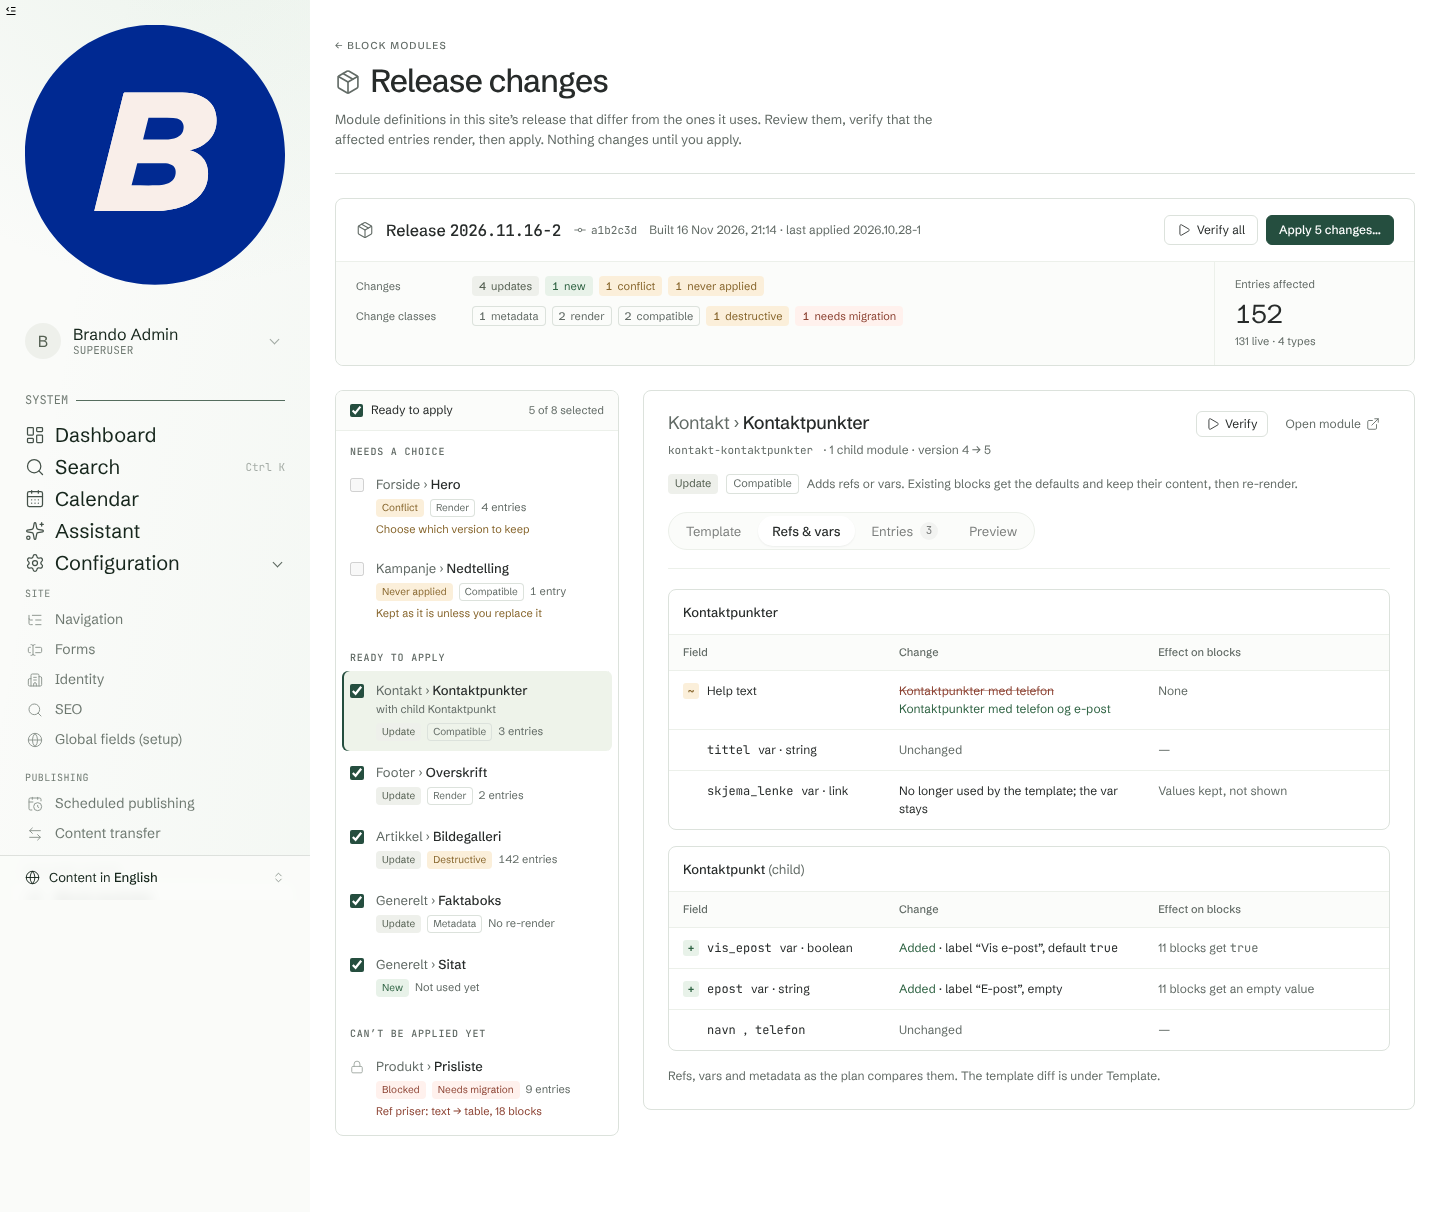 B
B
Brando Admin
SUPERUSER
SYSTEM
Dashboard
Search
Ctrl K
Calendar
Assistant
Configuration
SITE
Navigation
Forms
Identity
SEO
Global fields (setup)
PUBLISHING
Scheduled publishing
Content transfer
Content in English
← BLOCK MODULES
Release changes
Module definitions in this site’s release that differ from the ones it uses. Review them, verify that the
affected entries render, then apply. Nothing changes until you apply.
Release 2026.11.16-2 a1b2c3d Built 16 Nov 2026, 21:14 · last applied 2026.10.28-1
Verify all
Apply 5 changes…
Changes 4 updates 1 new 1 conflict 1 never applied
Change classes 1 metadata 2 render 2 compatible 1 destructive 1 needs migration
Entries affected
152
131 live · 4 types
Ready to apply 5 of 8 selected
NEEDS A CHOICE
Forside › Hero
Conflict Render 4 entries
Choose which version to keep
Kampanje › Nedtelling
Never applied Compatible 1 entry
Kept as it is unless you replace it
READY TO APPLY
Kontakt › Kontaktpunkter
with child Kontaktpunkt
Update Compatible 3 entries
Footer › Overskrift
Update Render 2 entries
Artikkel › Bildegalleri
Update Destructive 142 entries
Generelt › Faktaboks
Update Metadata No re-render
Generelt › Sitat
New Not used yet
CAN’T BE APPLIED YET
Produkt › Prisliste
Blocked Needs migration 9 entries
Ref priser: text → table, 18 blocks
Kontakt › Kontaktpunkter
Verify
Open module
kontakt-kontaktpunkter · 1 child module · version 4 → 5
Update Compatible Adds refs or vars. Existing blocks get the defaults and keep their content, then re-render.
Template Refs & vars Entries 3 Preview
Kontaktpunkter
Field Change Effect on blocks
~ Help text Kontaktpunkter med telefon None
Kontaktpunkter med telefon og e-post
tittel var · string Unchanged —
skjema_lenke var · link No longer used by the template; the var Values kept, not shown
stays
Kontaktpunkt (child)
Field Change Effect on blocks
+ vis_epost var · boolean Added · label “Vis e-post”, default true 11 blocks get true
+ epost var · string Added · label “E-post”, empty 11 blocks get an empty value
navn , telefon Unchanged —
Refs, vars and metadata as the plan compares them. The template diff is under Template.